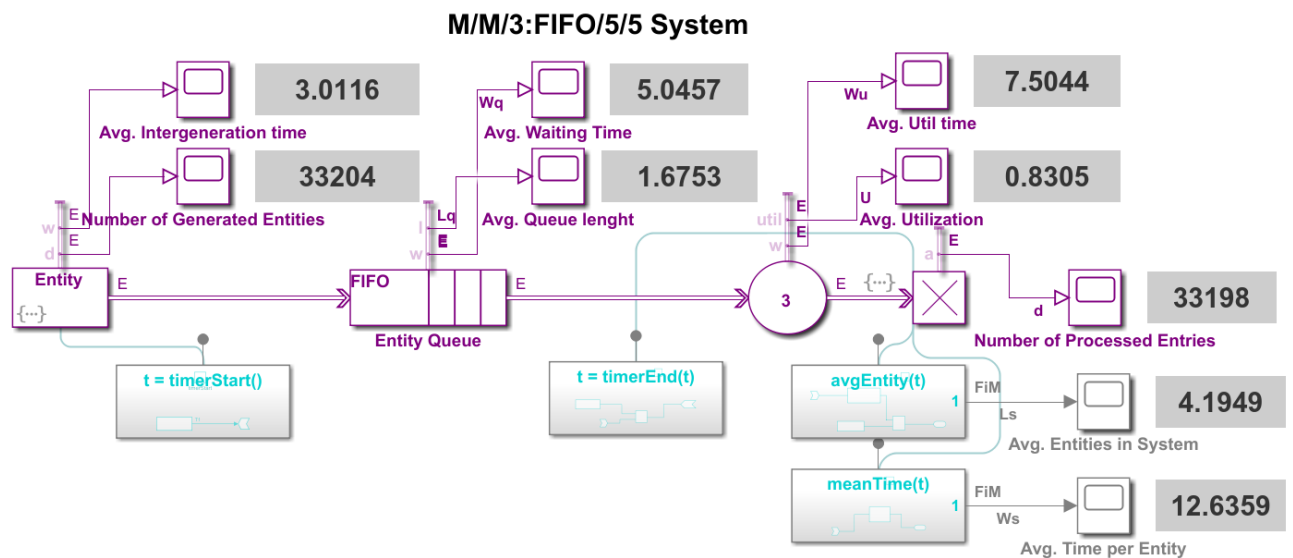 M/M/3:FIFO/5/5 System
3.0116
Avg. Intergeneration time
33204
Number of Generated Entities
Wq
5.0457
Avg. Waiting Time
Lq
1.6753
Avg. Queue lenght
Wu
7.5044
Avg. Util time
U
0.8305
Avg. Utilization
w
E
d
E
l
w
E
util
E
w
E
a
E
Entity
{...}
E
FIFO
Entity Queue
E
3
E
{...}
d
33198
Number of Processed Entries
t = timerStart()
t = timerEnd(t)
avgEntity(t)
1
FiM
Ls
4.1949
Avg. Entities in System
meanTime(t)
1
FiM
Ws
12.6359
Avg. Time per Entity